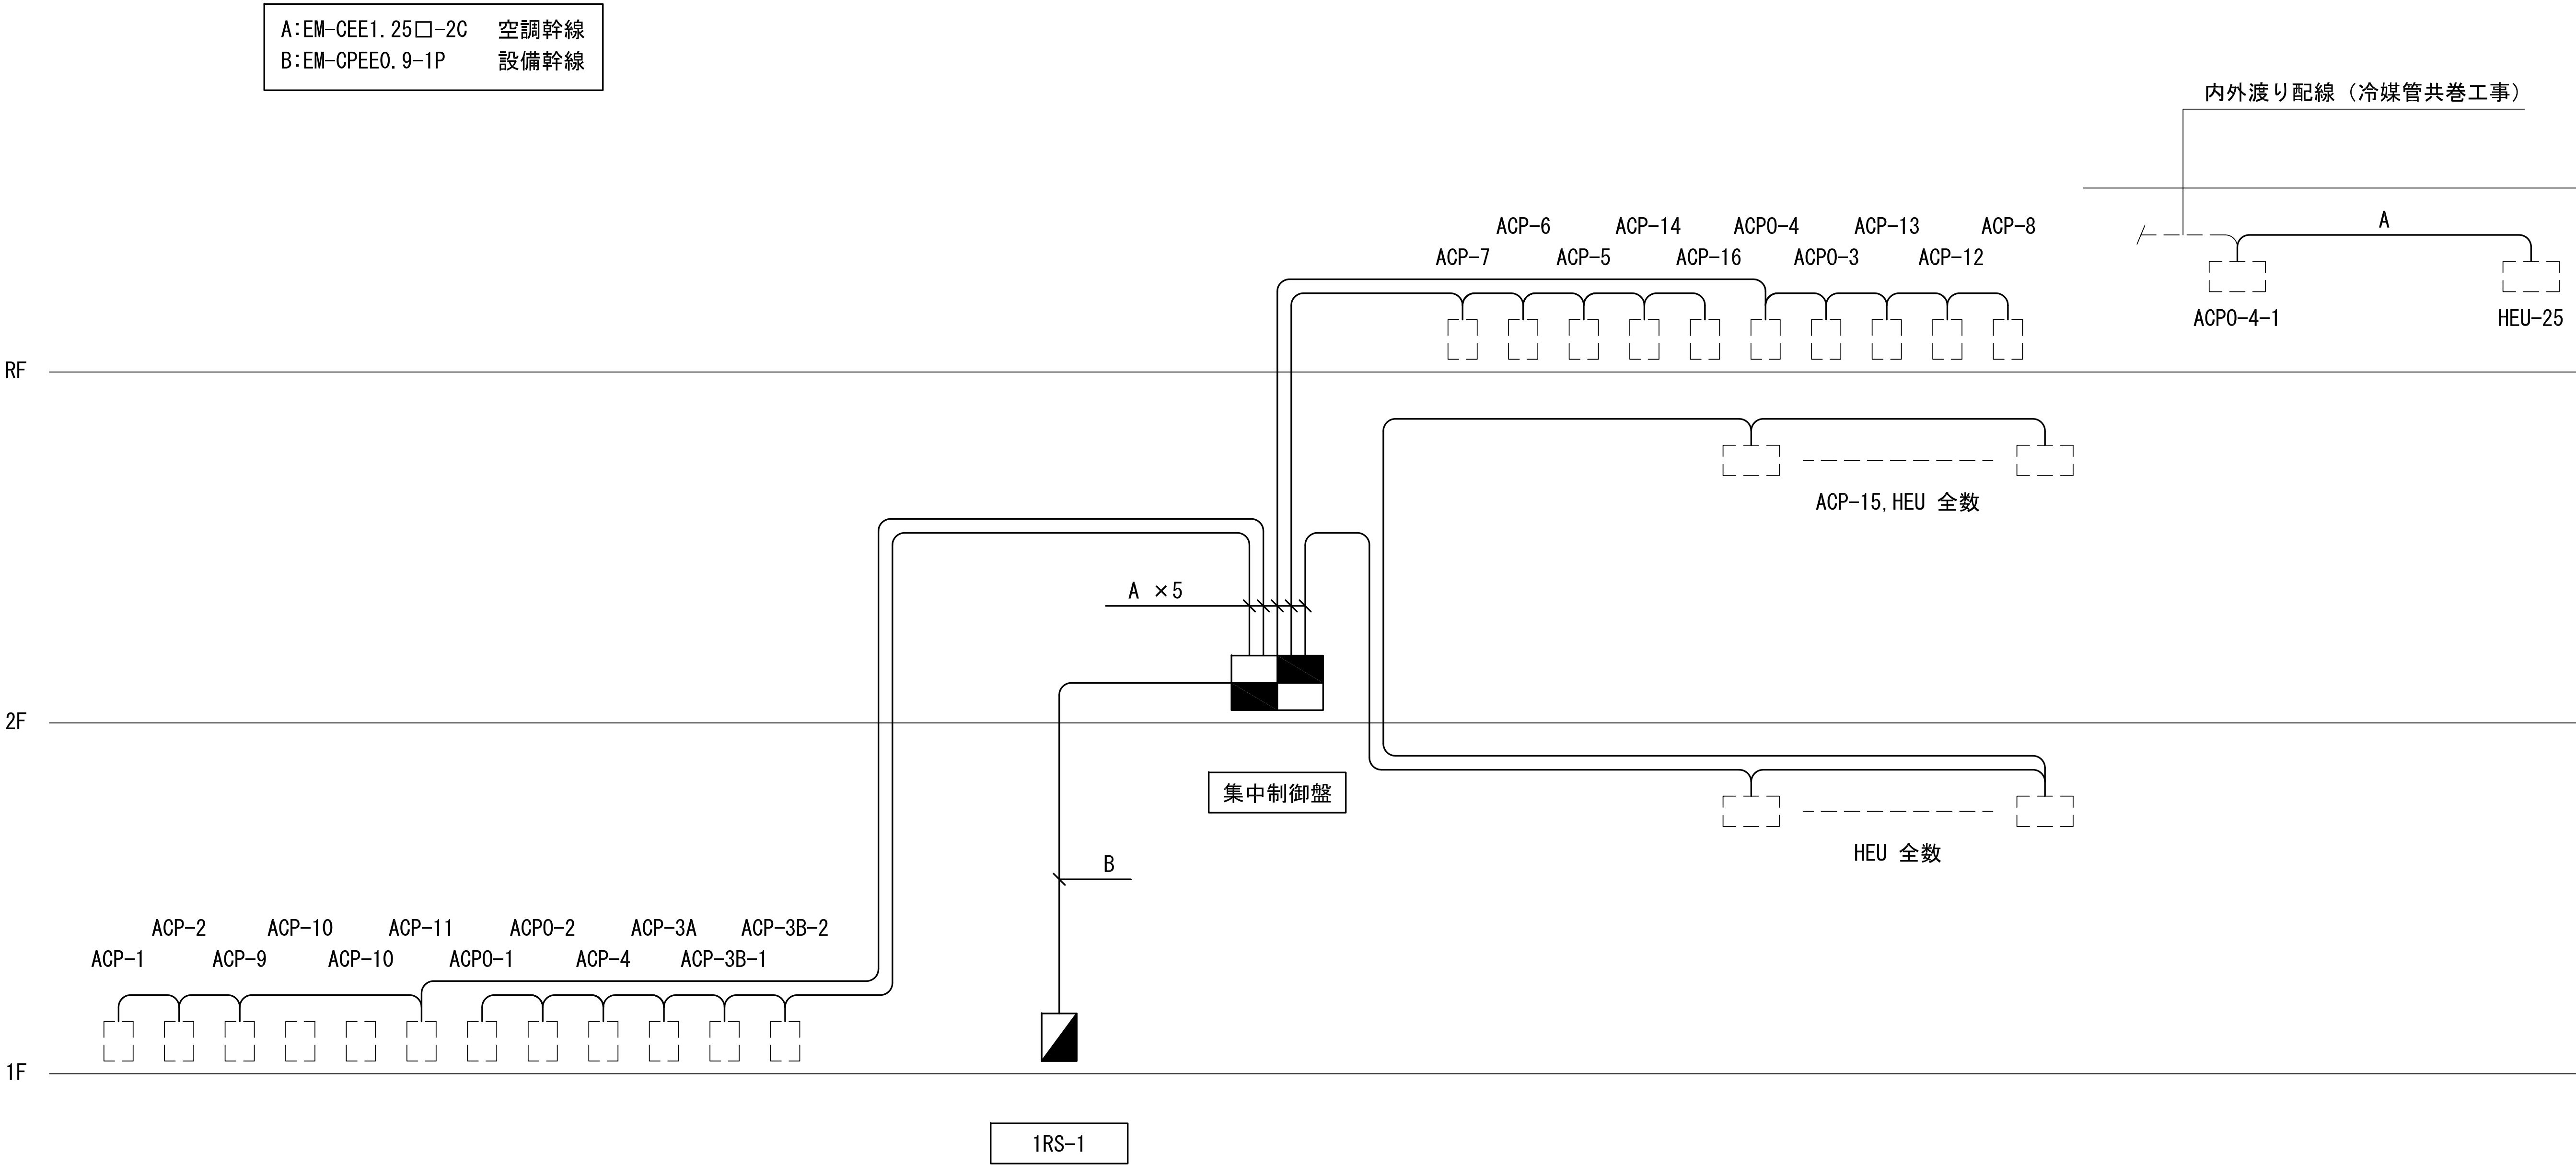 A:EM-CEE1.25□-2C 空調幹線
B:EM-CPEE0.9-1P 設備幹線
内外渡り配線（冷媒管共巻工事）
ACP-6 ACP-14 ACPO-4 ACP-13 ACP-8
A
ACP-7 ACP-5 ACP-16 ACPO-3 ACP-12
ACPO-4-1 HEU-25
RF
ACP-15,HEU 全数
A ×5
2F
集中制御盤
HEU 全数
B
ACP-2 ACP-10 ACP-11 ACPO-2 ACP-3A ACP-3B-2
ACP-1 ACP-9 ACP-10 ACPO-1 ACP-4 ACP-3B-1
1F
1RS-1